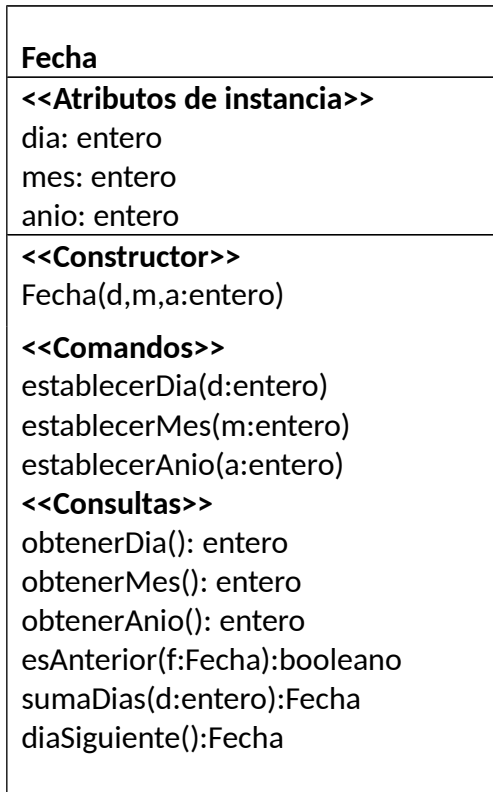 Fecha
<<Atributos de instancia>>
dia: entero
mes: entero
anio: entero
<<Constructor>>
Fecha(d,m,a:entero)
<<Comandos>>
establecerDia(d:entero)
establecerMes(m:entero)
establecerAnio(a:entero)
<<Consultas>>
obtenerDia(): entero
obtenerMes(): entero
obtenerAnio(): entero
esAnterior(f:Fecha):booleano
sumaDias(d:entero):Fecha
diaSiguiente():Fecha